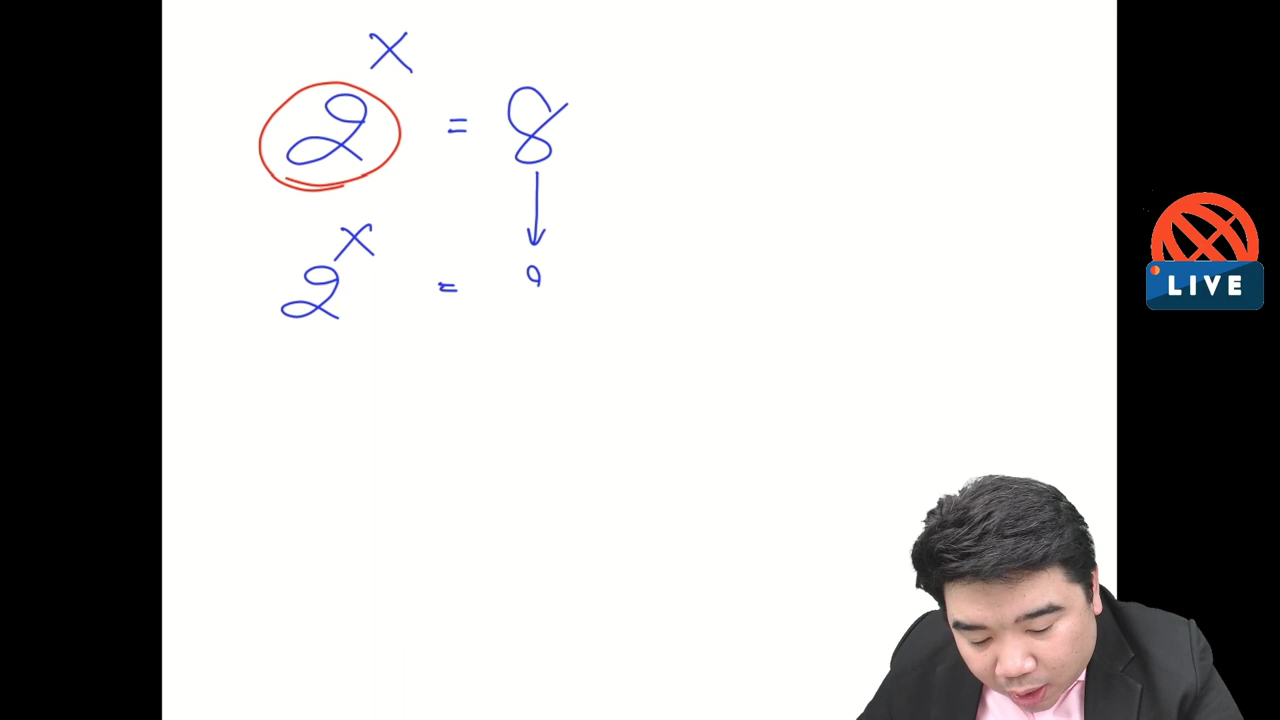 2^x = 8
2^x =
LIVE